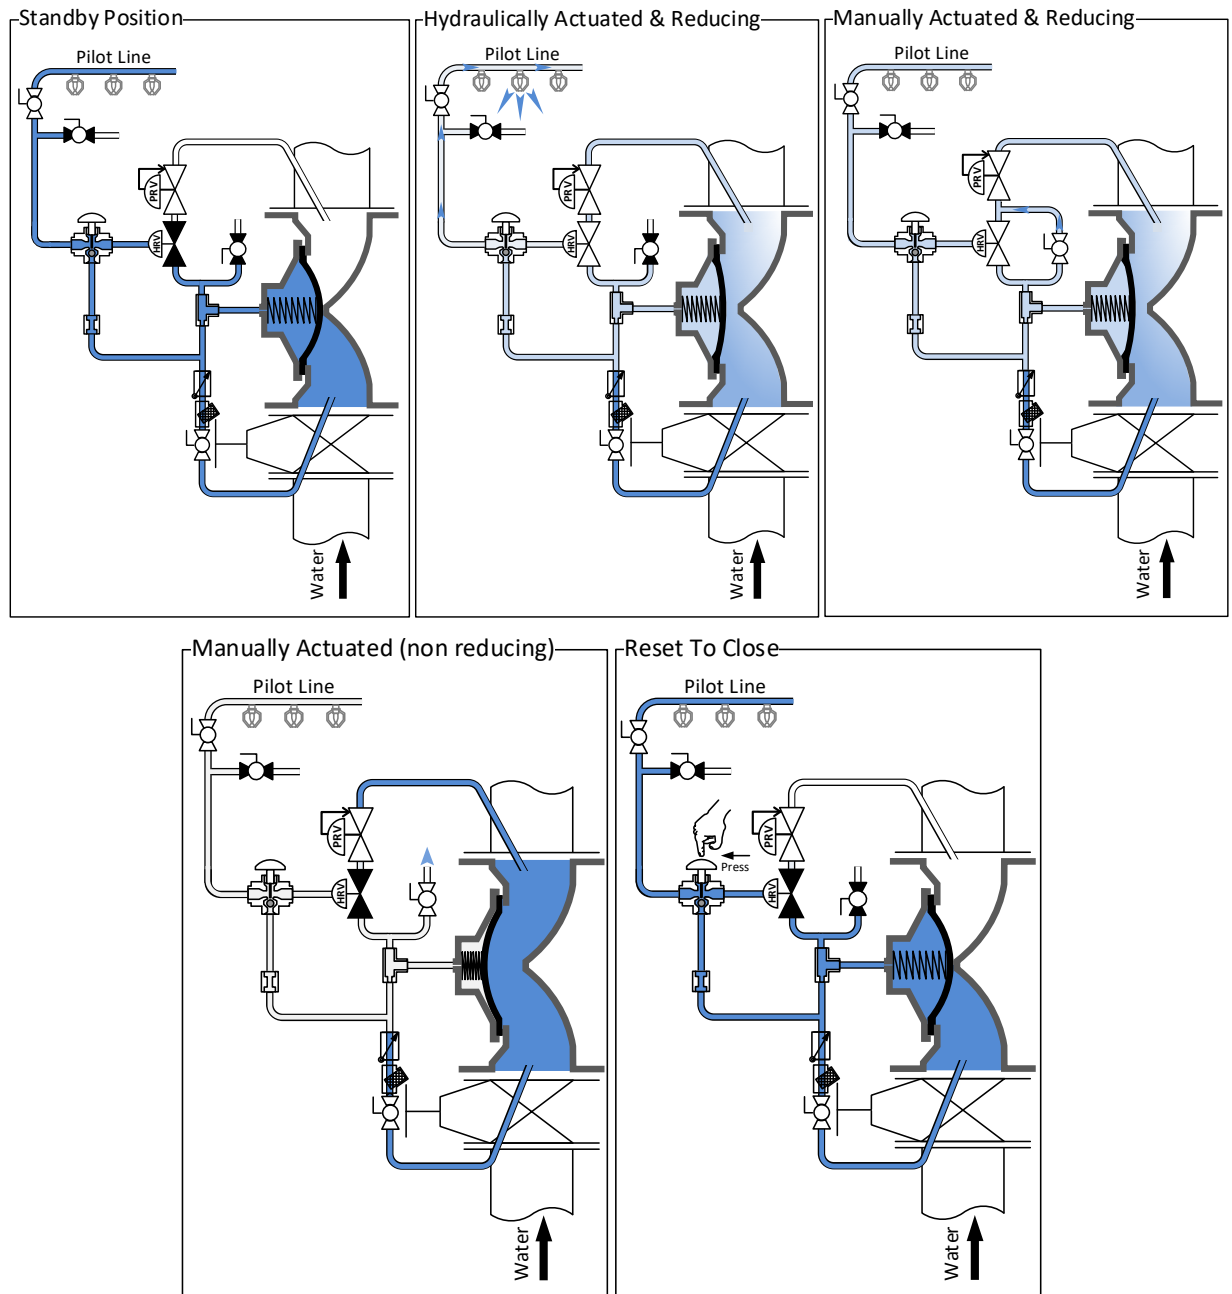 Standby Position
Pilot Line
PRV
HRV
Water
Hydraulically Actuated & Reducing
Pilot Line
PRV
HRV
Water
Manually Actuated & Reducing
Pilot Line
PRV
HRV
Water
Manually Actuated (non reducing)
Pilot Line
PRV
HRV
Water
Reset To Close
Pilot Line
PRV
Press
HRV
Water